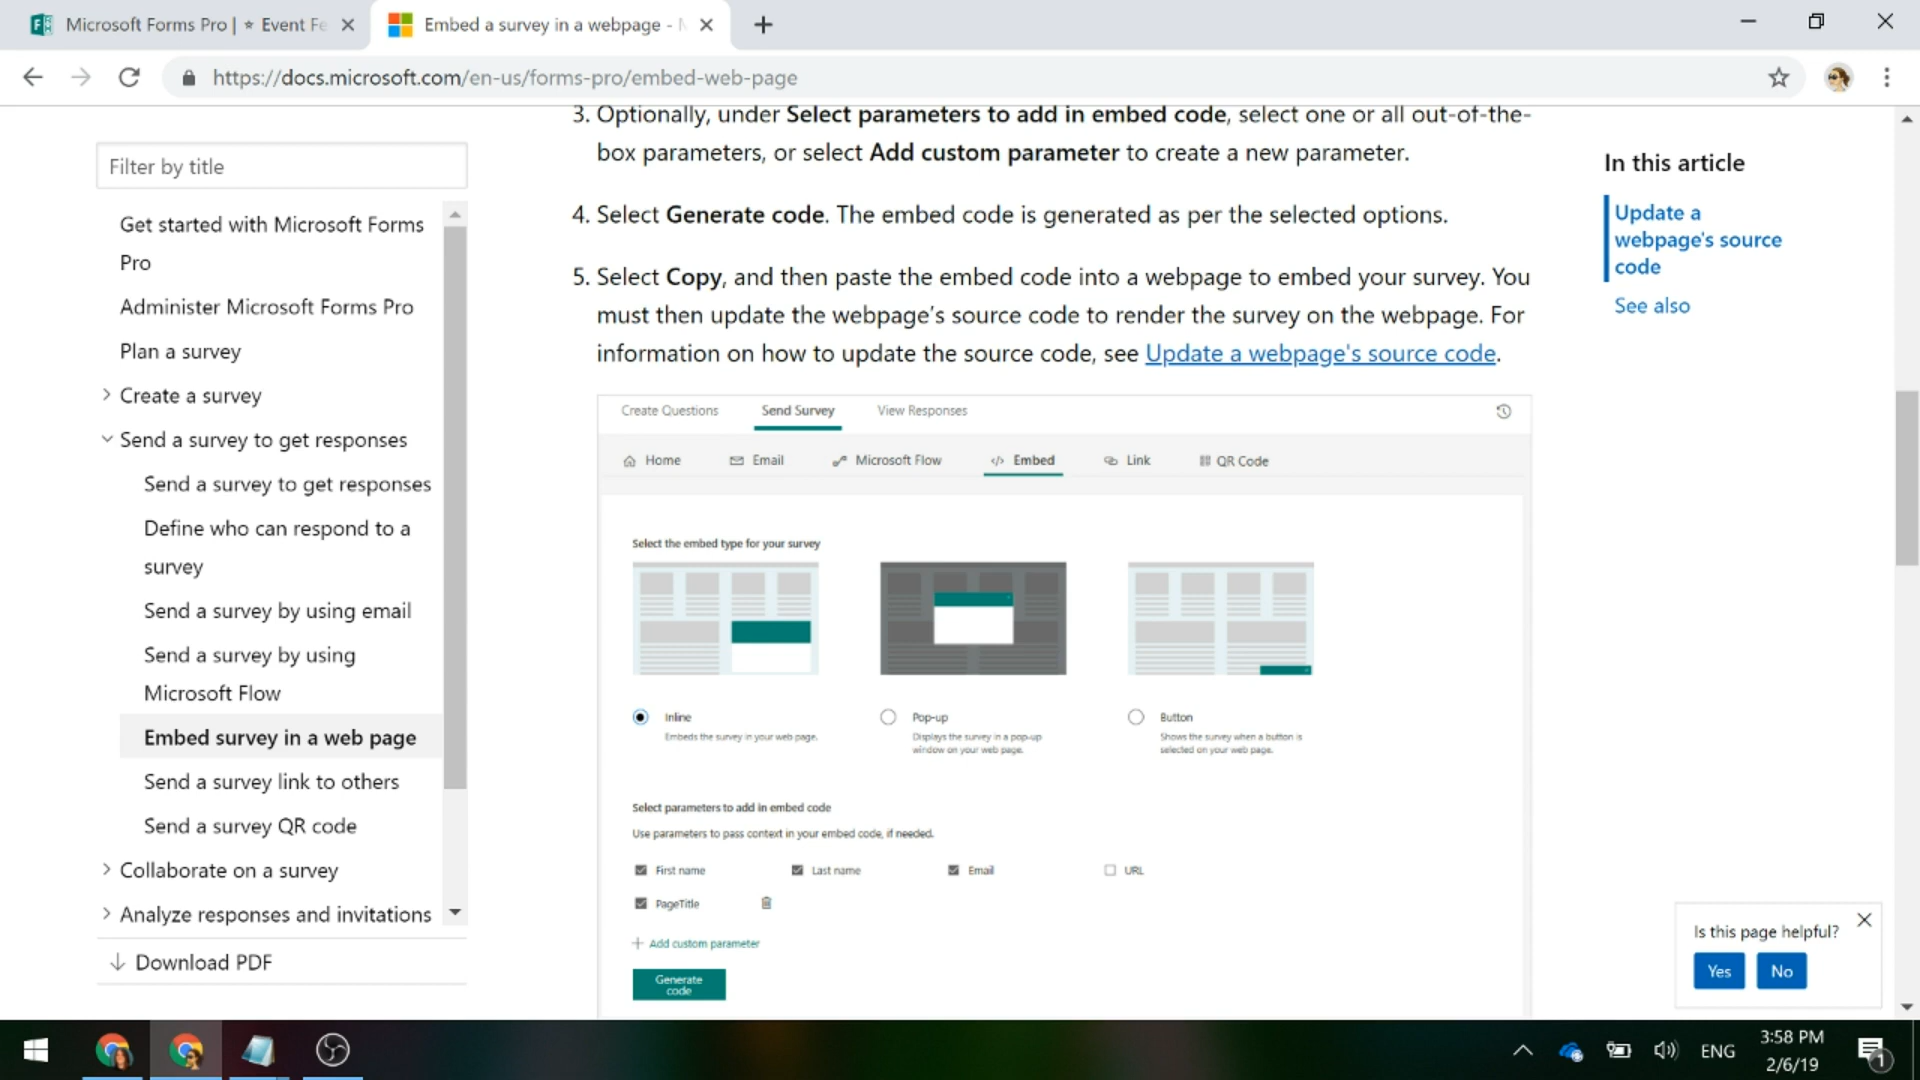 Microsoft Forms Pro | ⭐ Event Fe
Embed a survey in a webpage - M
https://docs.microsoft.com/en-us/forms-pro/embed-web-page
Filter by title
Get started with Microsoft Forms
Pro
Administer Microsoft Forms Pro
Plan a survey
Create a survey
Send a survey to get responses
Send a survey to get responses
Define who can respond to a
survey
Send a survey by using email
Send a survey by using
Microsoft Flow
Embed survey in a web page
Send a survey link to others
Send a survey QR code
Collaborate on a survey
Analyze responses and invitations
Download PDF
3. Optionally, under Select parameters to add in embed code, select one or all out-of-the-
box parameters, or select Add custom parameter to create a new parameter.
4. Select Generate code. The embed code is generated as per the selected options.
5. Select Copy, and then paste the embed code into a webpage to embed your survey. You
must then update the webpage's source code to render the survey on the webpage. For
information on how to update the source code, see Update a webpage's source code.
Create Questions Send Survey View Responses
Home Email Microsoft Flow </> Embed Link QR Code
Select the embed type for your survey
Inline
Embeds the survey in your web page.
Pop-up
Displays the survey in a pop-up
window on your web page.
Button
Shows the survey when a button is
selected on your web page.
Select parameters to add in embed code
Use parameters to pass context in your embed code, if needed.
First name Last name Email URL
PageTitle
+ Add custom parameter
Generate
code
In this article
Update a
webpage's source
code
See also
Is this page helpful?
Yes No
ENG
3:58 PM
2/6/19
1